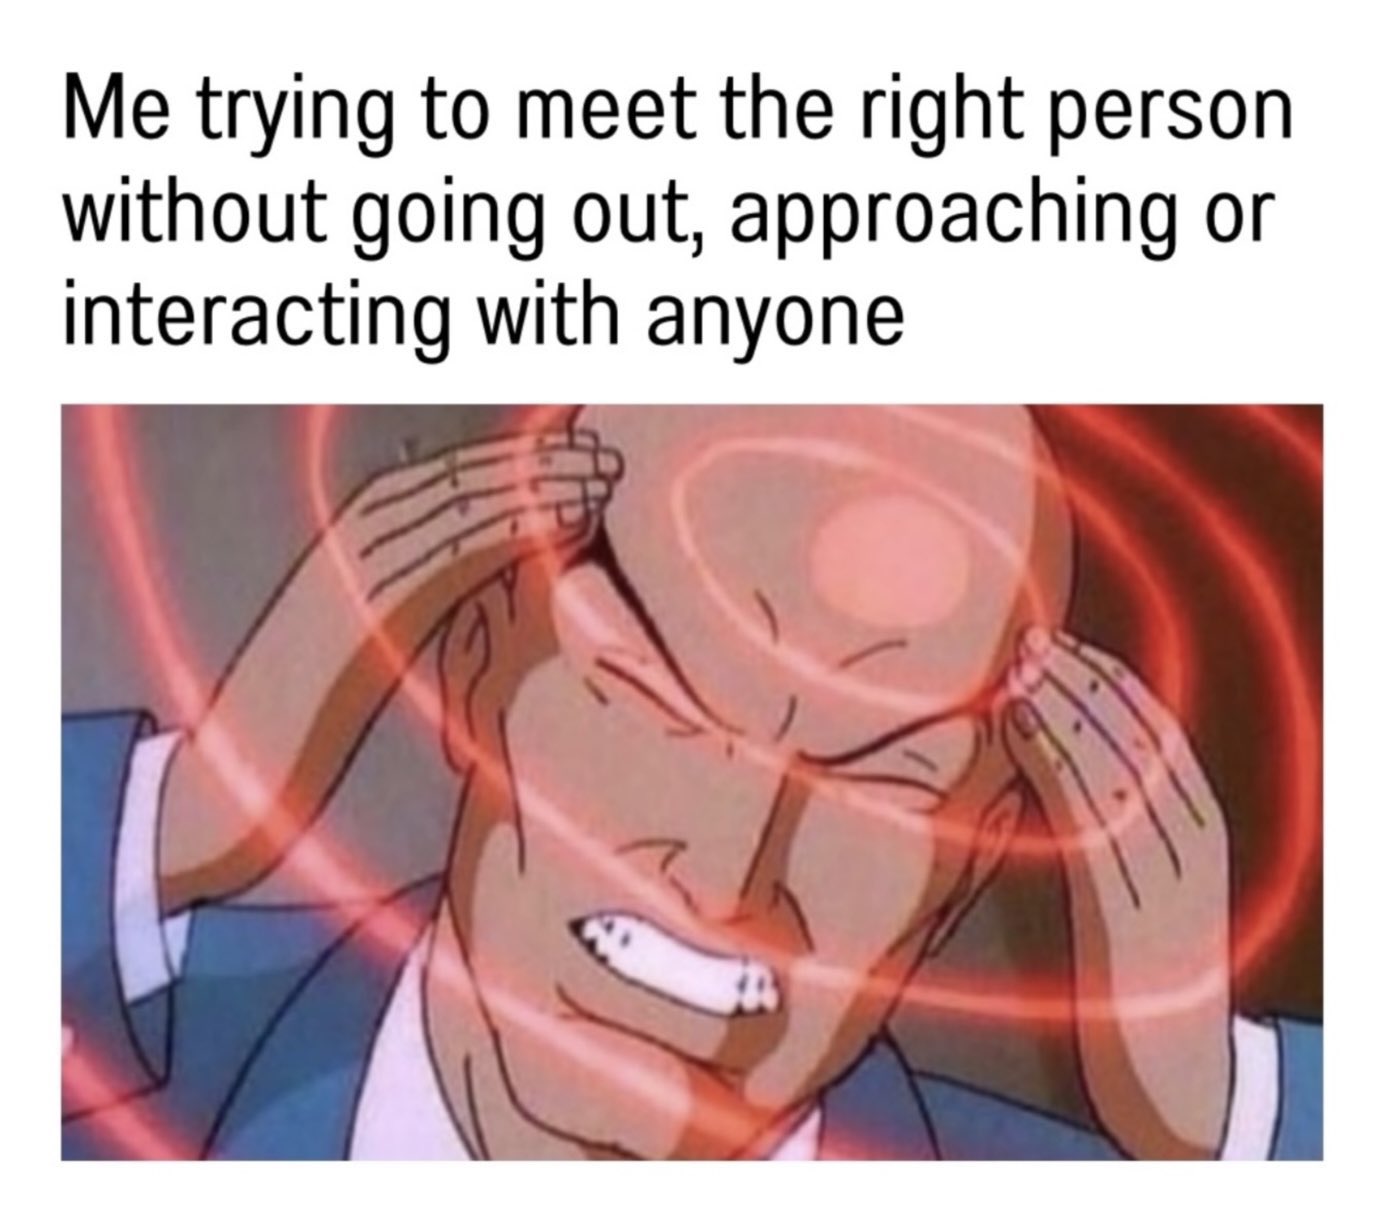 Me trying to meet the right person
without going out, approaching or
interacting with anyone